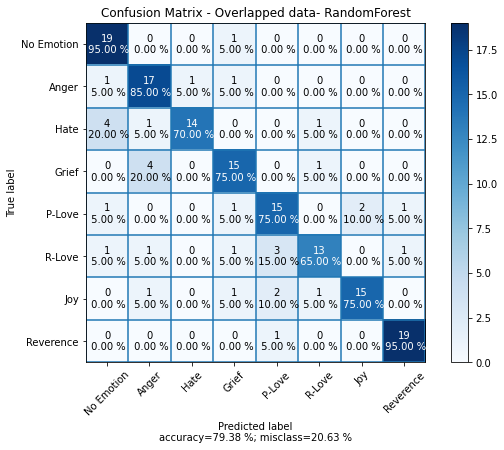 Confusion Matrix - Overlapped data- RandomForest
True label
No Emotion 19 0 0 1 0 0 0 0
95.00 % 0.00 % 0.00 % 5.00 % 0.00 % 0.00 % 0.00 % 0.00 %
Anger 1 17 1 1 0 0 0 0
5.00 % 85.00 % 5.00 % 5.00 % 0.00 % 0.00 % 0.00 % 0.00 %
Hate 4 1 14 0 0 1 0 0
20.00 % 5.00 % 70.00 % 0.00 % 0.00 % 5.00 % 0.00 % 0.00 %
Grief 0 4 0 15 0 1 0 0
0.00 % 20.00 % 0.00 % 75.00 % 0.00 % 5.00 % 0.00 % 0.00 %
P-Love 1 0 0 1 15 0 2 1
5.00 % 0.00 % 0.00 % 5.00 % 75.00 % 0.00 % 10.00 % 5.00 %
R-Love 1 1 0 1 3 13 0 1
5.00 % 5.00 % 0.00 % 5.00 % 15.00 % 65.00 % 0.00 % 5.00 %
Joy 0 1 0 1 2 1 15 0
0.00 % 5.00 % 0.00 % 5.00 % 10.00 % 5.00 % 75.00 % 0.00 %
Reverence 0 0 0 0 1 0 0 19
0.00 % 0.00 % 0.00 % 0.00 % 5.00 % 0.00 % 0.00 % 95.00 %
No Emotion Anger Hate Grief P-Love R-Love Joy Reverence
Predicted label
accuracy=79.38 %; misclass=20.63 %
17.5
15.0
12.5
10.0
7.5
5.0
2.5
0.0